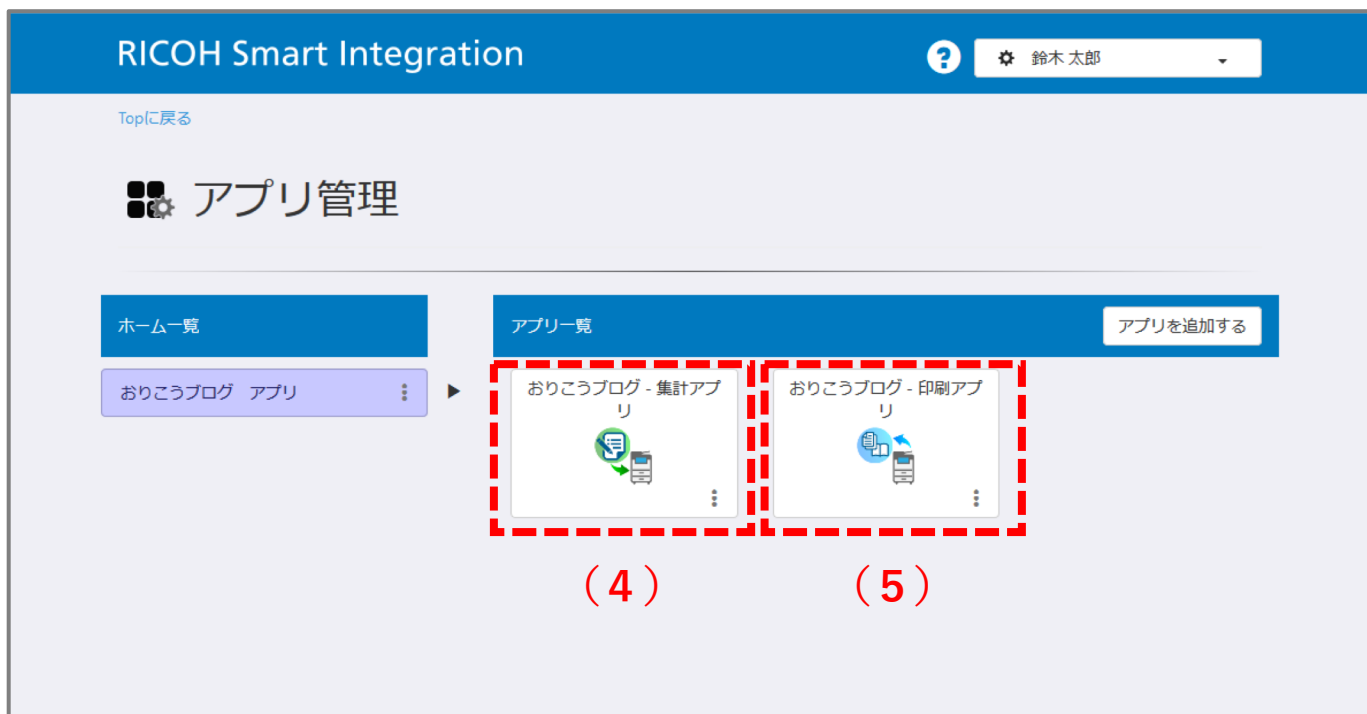 RICOH Smart Integration
? 鈴木 太郎
Topに戻る
アプリ管理
ホーム一覧
アプリ一覧
アプリを追加する
おりこうブログ　アプリ
おりこうブログ - 集計アプ
リ
おりこうブログ - 印刷アプ
リ
（4）
（5）